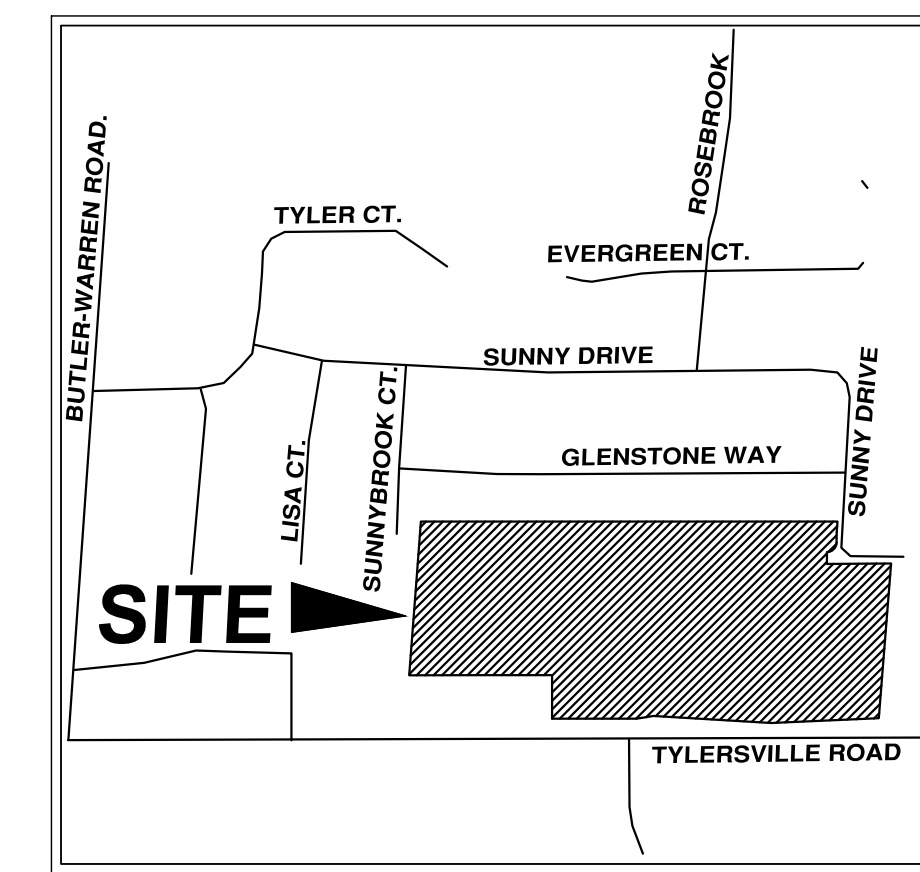 ROSEBROOK
BUTLER-WARREN ROAD.
TYLER CT.
EVERGREEN CT.
SUNNY DRIVE
SUNNY DRIVE
SUNNYBROOK CT.
LISA CT.
GLENSTONE WAY
SITE
TYLERSVILLE ROAD